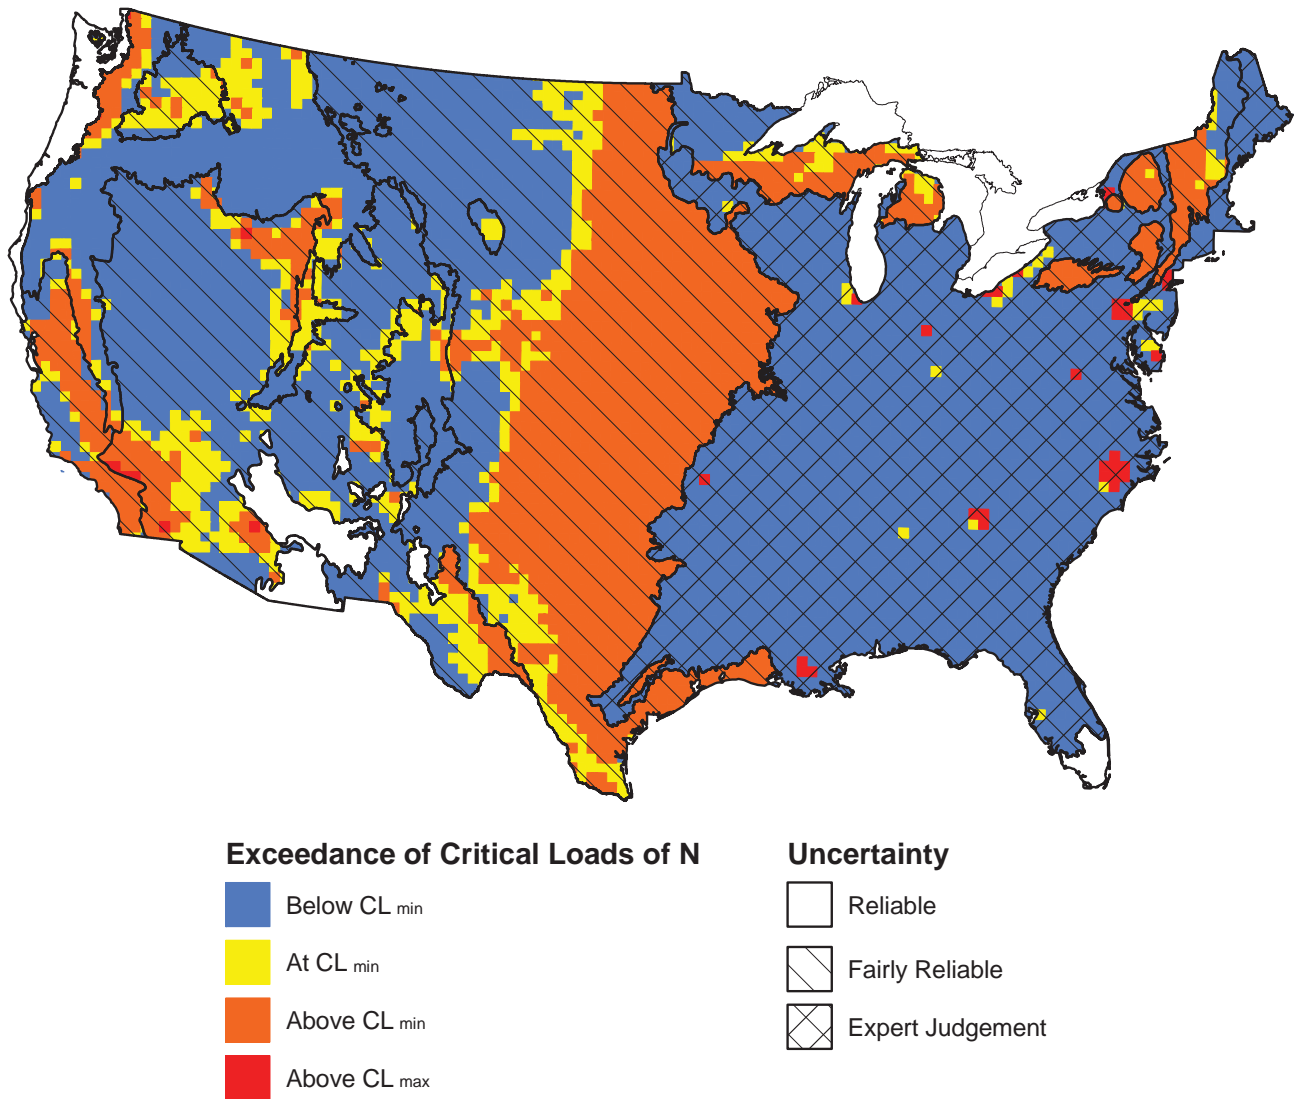 Exceedance of Critical Loads of N
Below CL min
At CL min
Above CL min
Above CL max
Uncertainty
Reliable
Fairly Reliable
Expert Judgement